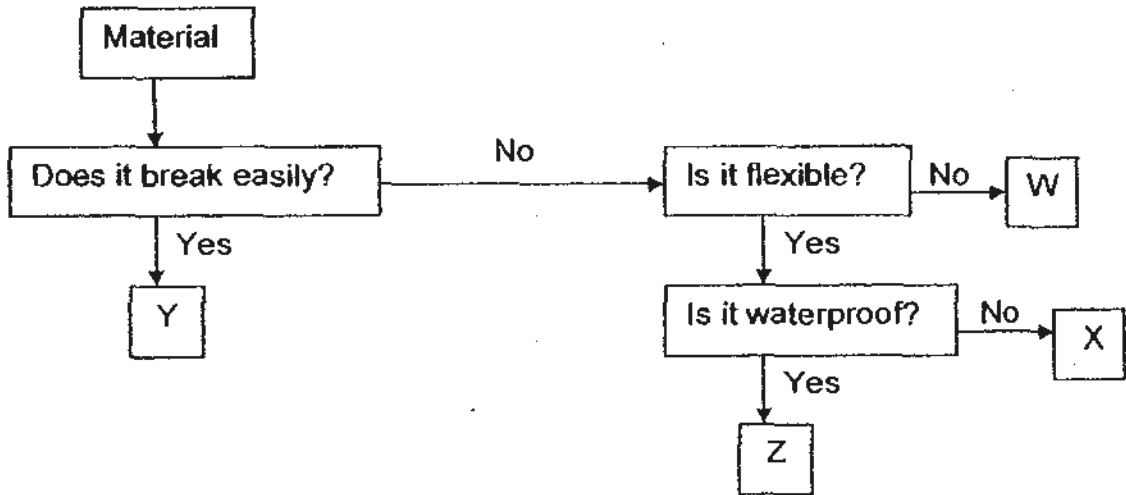 Material
Does it break easily?
No
Is it flexible?
No
W
Yes
Yes
Y
Is it waterproof?
No
X
Yes
Z